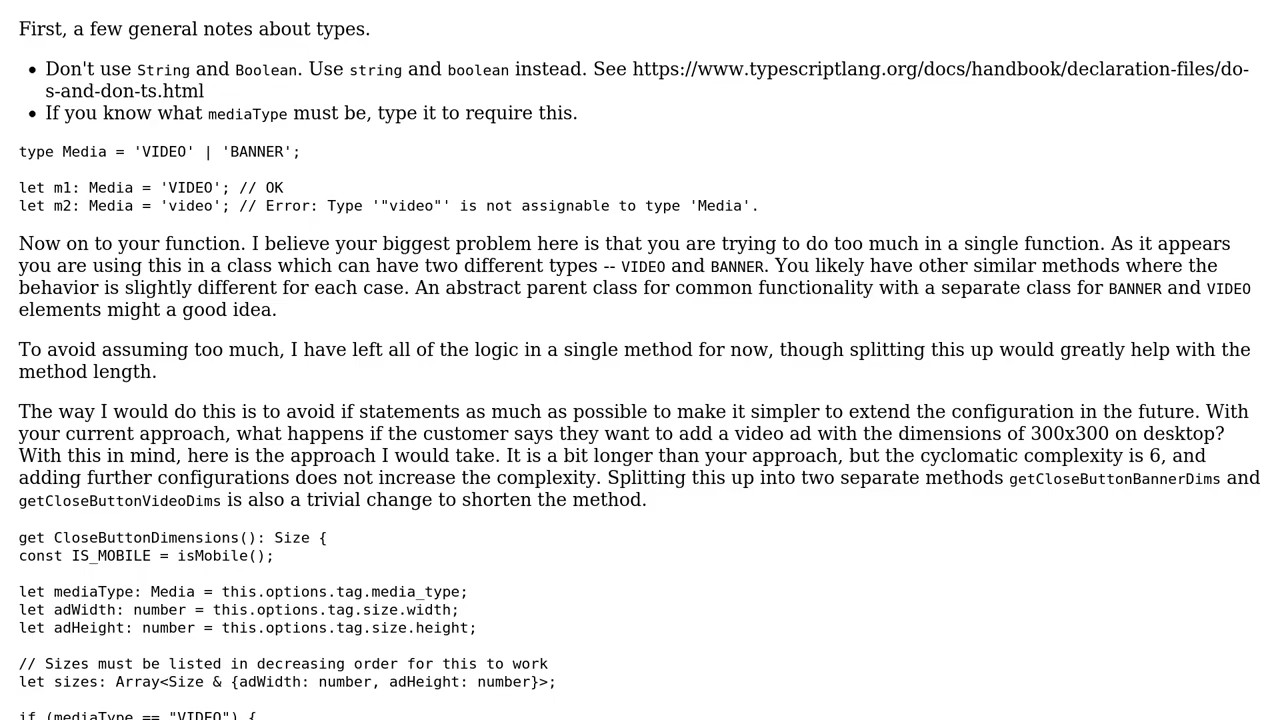 First, a few general notes about types.
Don't use String and Boolean. Use string and boolean instead. See https://www.typescriptlang.org/docs/handbook/declaration-files/do-
s-and-don-ts.html
If you know what mediaType must be, type it to require this.
type Media = 'VIDEO' | 'BANNER';
let m1: Media = 'VIDEO'; // OK
let m2: Media = 'video'; // Error: Type '"video"' is not assignable to type 'Media'.
Now on to your function. I believe your biggest problem here is that you are trying to do too much in a single function. As it appears
you are using this in a class which can have two different types -- VIDEO and BANNER. You likely have other similar methods where the
behavior is slightly different for each case. An abstract parent class for common functionality with a separate class for BANNER and VIDEO
elements might a good idea.
To avoid assuming too much, I have left all of the logic in a single method for now, though splitting this up would greatly help with the
method length.
The way I would do this is to avoid if statements as much as possible to make it simpler to extend the configuration in the future. With
your current approach, what happens if the customer says they want to add a video ad with the dimensions of 300x300 on desktop?
With this in mind, here is the approach I would take. It is a bit longer than your approach, but the cyclomatic complexity is 6, and
adding further configurations does not increase the complexity. Splitting this up into two separate methods getCloseButtonBannerDims and
getCloseButtonVideoDims is also a trivial change to shorten the method.
get CloseButtonDimensions(): Size {
const IS_MOBILE = isMobile();
let mediaType: Media = this.options.tag.media_type;
let adWidth: number = this.options.tag.size.width;
let adHeight: number = this.options.tag.size.height;
// Sizes must be listed in decreasing order for this to work
let sizes: Array<Size & {adWidth: number, adHeight: number}>;
if (mediaType == "VIDEO") {